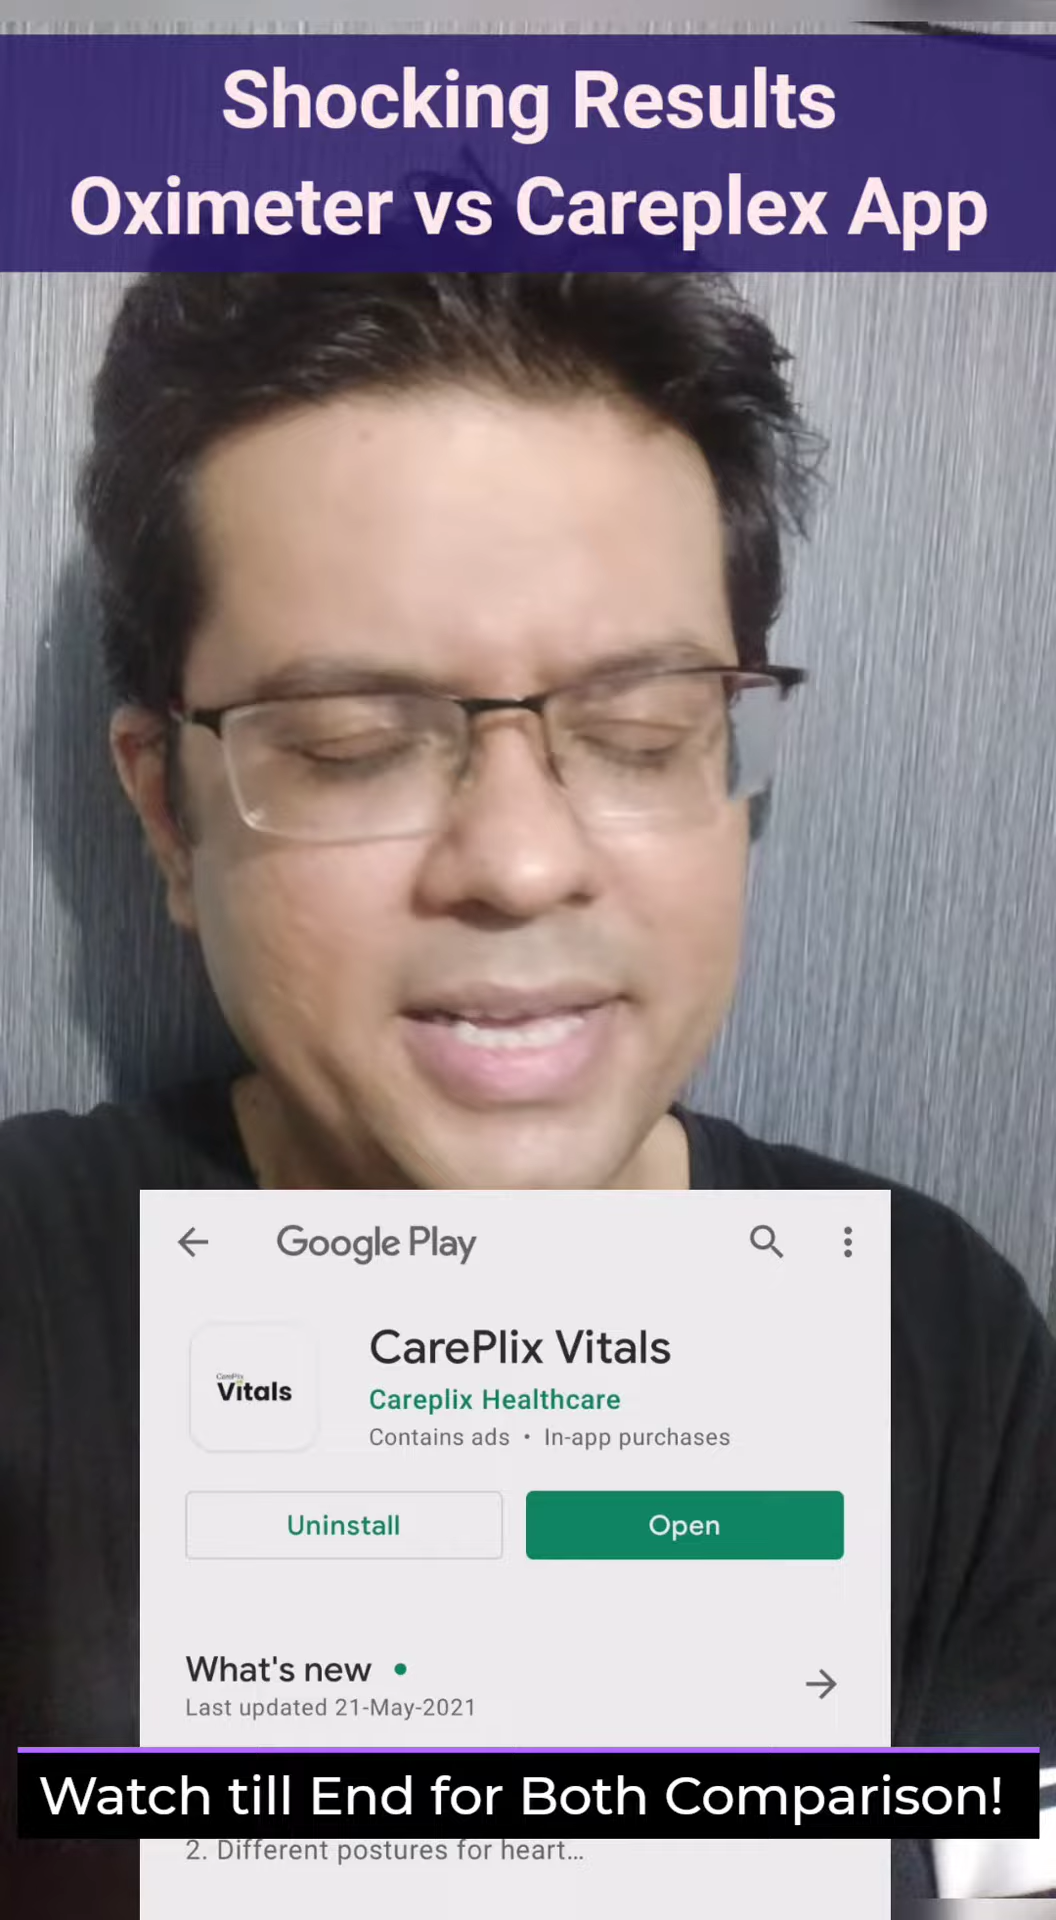 Shocking Results
Oximeter vs Careplex App
Google Play
CarePlix Vitals
CarePlix
Vitals
Careplix Healthcare
Contains ads • In-app purchases
Uninstall
Open
What's new
Last updated 21-May-2021
Watch till End for Both Comparison!
2. Different postures for heart...